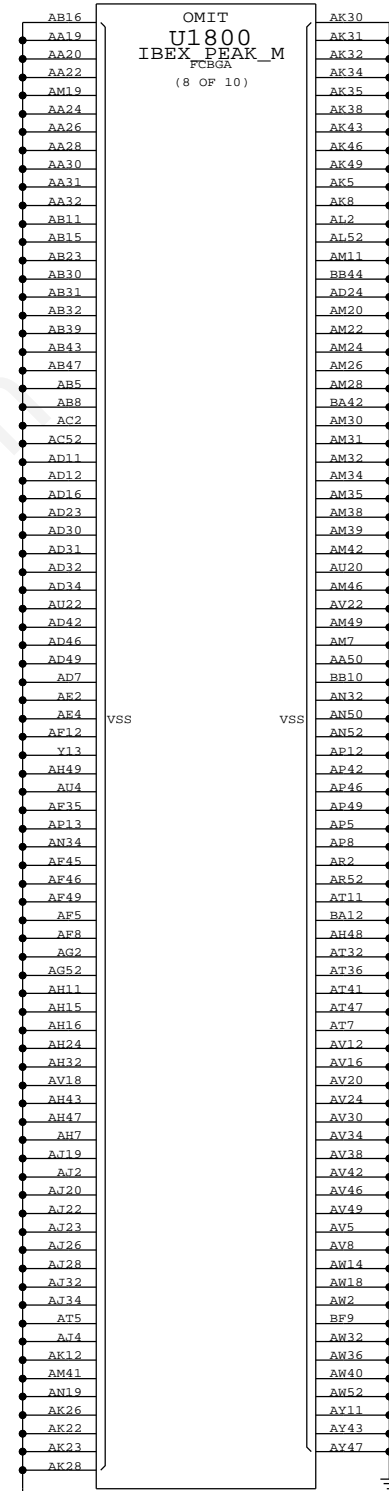 OMIT
U1800
IBEX_PEAK_M
FCBGA
(8 OF 10)
AB16 AK30
AA19 AK31
AA20 AK32
AA22 AK34
AM19 AK35
AA24 AK38
AA26 AK43
AA28 AK46
AA30 AK49
AA31 AK5
AA32 AK8
AB11 AL2
AB15 AL52
AB23 AM11
AB30 BB44
AB31 AD24
AB32 AM20
AB39 AM22
AB43 AM24
AB47 AM26
AB5 AM28
AB8 BA42
AC2 AM30
AC52 AM31
AD11 AM32
AD12 AM34
AD16 AM35
AD23 AM38
AD30 AM39
AD31 AM42
AD32 AU20
AD34 AM46
AU22 AV22
AD42 AM49
AD46 AM7
AD49 AA50
AD7 BB10
AE2 AN32
AE4 VSS VSS AN50
AF12 AN52
Y13 AP12
AH49 AP42
AU4 AP46
AF35 AP49
AP13 AP5
AN34 AP8
AF45 AR2
AF46 AR52
AF49 AT11
AF5 BA12
AF8 AH48
AG2 AT32
AG52 AT36
AH11 AT41
AH15 AT47
AH16 AT7
AH24 AV12
AH32 AV16
AV18 AV20
AH43 AV24
AH47 AV30
AH7 AV34
AJ19 AV38
AJ2 AV42
AJ20 AV46
AJ22 AV49
AJ23 AV5
AJ26 AV8
AJ28 AW14
AJ32 AW18
AJ34 AW2
AT5 BF9
AJ4 AW32
AK12 AW36
AM41 AW40
AN19 AW52
AK26 AY11
AK22 AY43
AK23 AY47
AK28